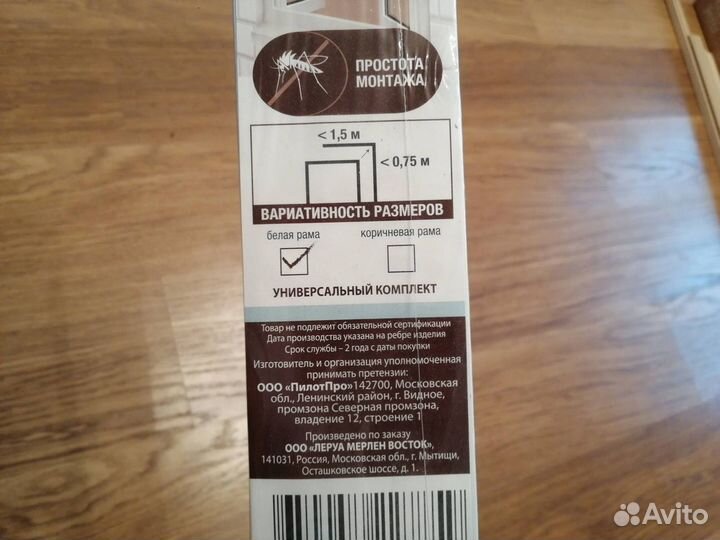 ПРОСТОТА
МОНТАЖА
< 1,5 м
< 0,75 м
ВАРИАТИВНОСТЬ РАЗМЕРОВ
белая рама
коричневая рама
УНИВЕРСАЛЬНЫЙ КОМПЛЕКТ
Товар не подлежит обязательной сертификации
Дата производства указана на ребре изделия
Срок службы – 2 года с даты покупки
Изготовитель и организация уполномоченная
принимать претензии:
ООО «ПилотПро»142700, Московская
обл., Ленинский район, г. Видное,
промзона Северная промзона,
владение 12, строение 1
Произведено по заказу
ООО «ЛЕРУА МЕРЛЕН ВОСТОК»,
141031, Россия, Московская обл., г. Мытищи,
Осташковское шоссе, д. 1.
Avito